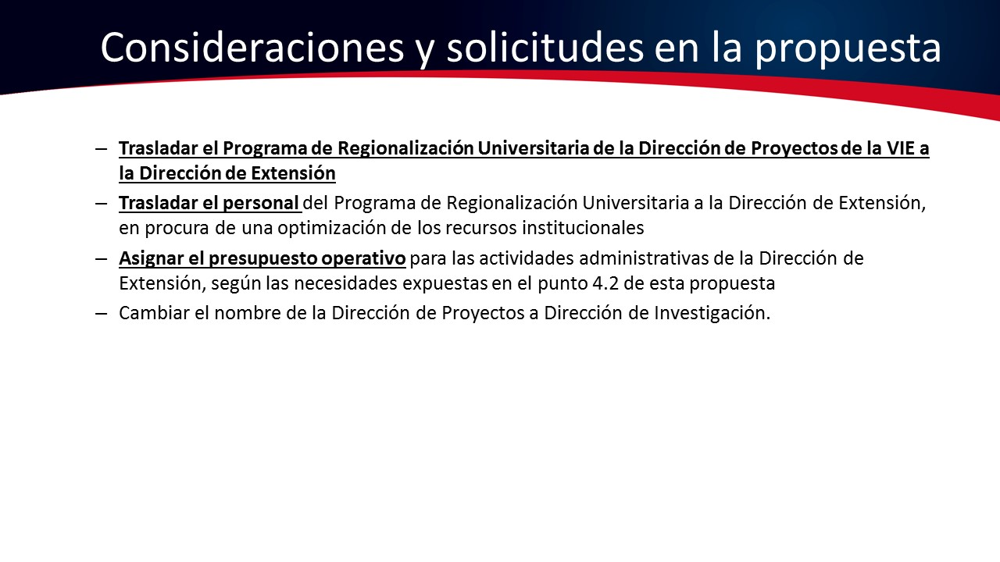 Consideraciones y solicitudes en la propuesta
– Trasladar el Programa de Regionalización Universitaria de la Dirección de Proyectos de la VIE a
la Dirección de Extensión
– Trasladar el personal del Programa de Regionalización Universitaria a la Dirección de Extensión,
en procura de una optimización de los recursos institucionales
– Asignar el presupuesto operativo para las actividades administrativas de la Dirección de
Extensión, según las necesidades expuestas en el punto 4.2 de esta propuesta
– Cambiar el nombre de la Dirección de Proyectos a Dirección de Investigación.